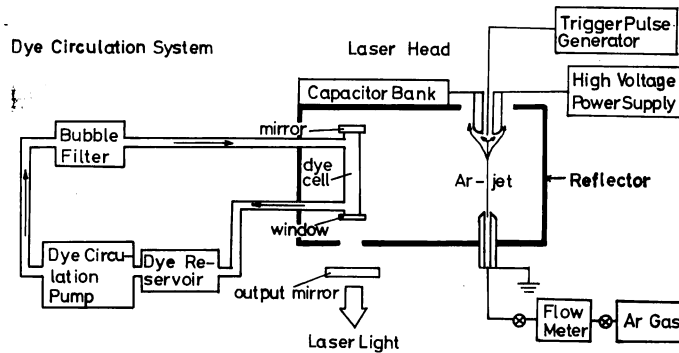 Trigger Pulse
Generator
Dye Circulation System
Laser Head
High Voltage
Power Supply
Capacitor Bank
Bubble
Filter
mirror
dye
cell
Ar-jet
Reflector
window
Dye Circu-
lation
Pump
Dye Re-
servoir
output mirror
Flow
Meter
Ar Gas
Laser Light